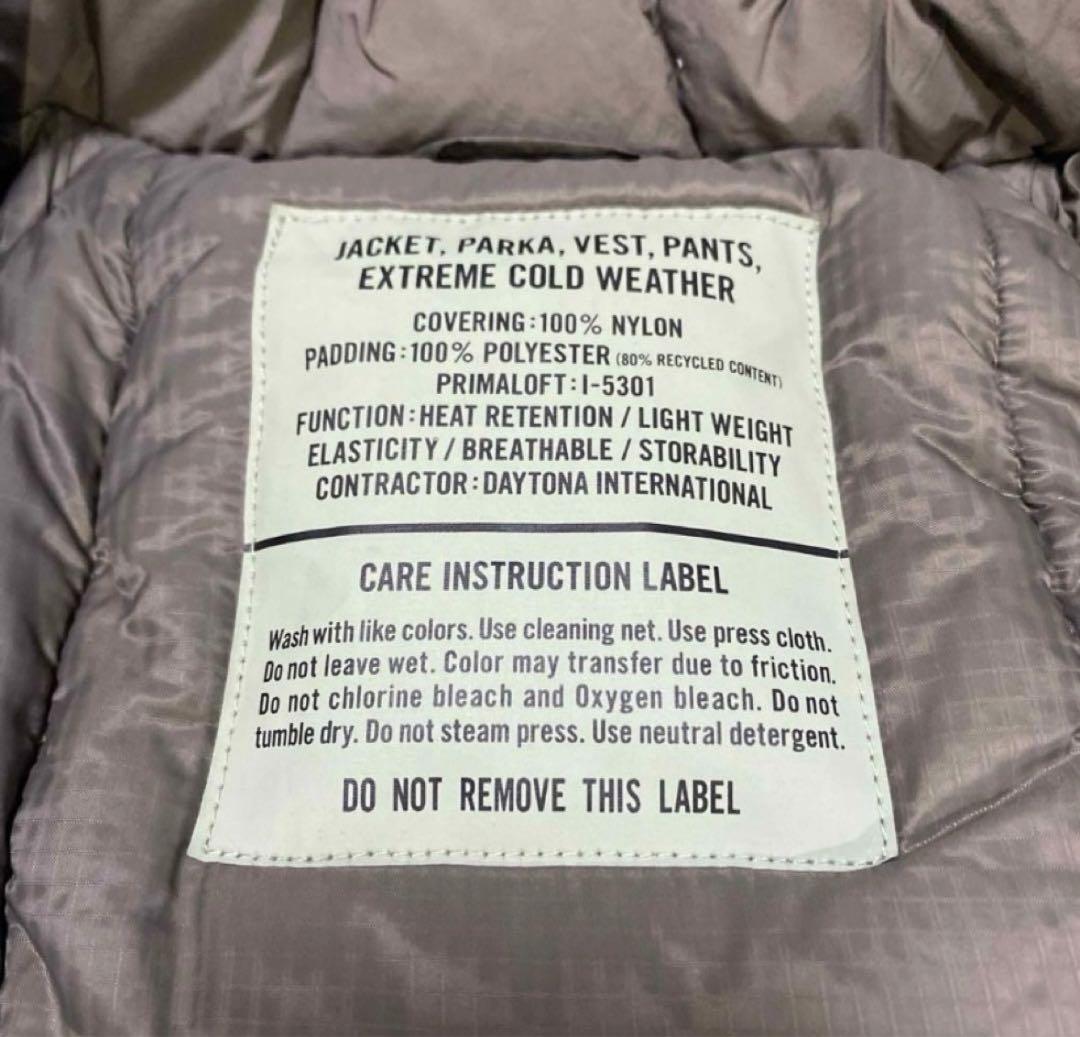 JACKET, PARKA, VEST, PANTS,
EXTREME COLD WEATHER
COVERING:100% NYLON
PADDING:100% POLYESTER (80% RECYCLED CONTENT)
PRIMALOFT:I-5301
FUNCTION:HEAT RETENTION / LIGHT WEIGHT
ELASTICITY / BREATHABLE / STORABILITY
CONTRACTOR:DAYTONA INTERNATIONAL
CARE INSTRUCTION LABEL
Wash with like colors. Use cleaning net. Use press cloth.
Do not leave wet. Color may transfer due to friction.
Do not chlorine bleach and Oxygen bleach. Do not
tumble dry. Do not steam press. Use neutral detergent.
DO NOT REMOVE THIS LABEL